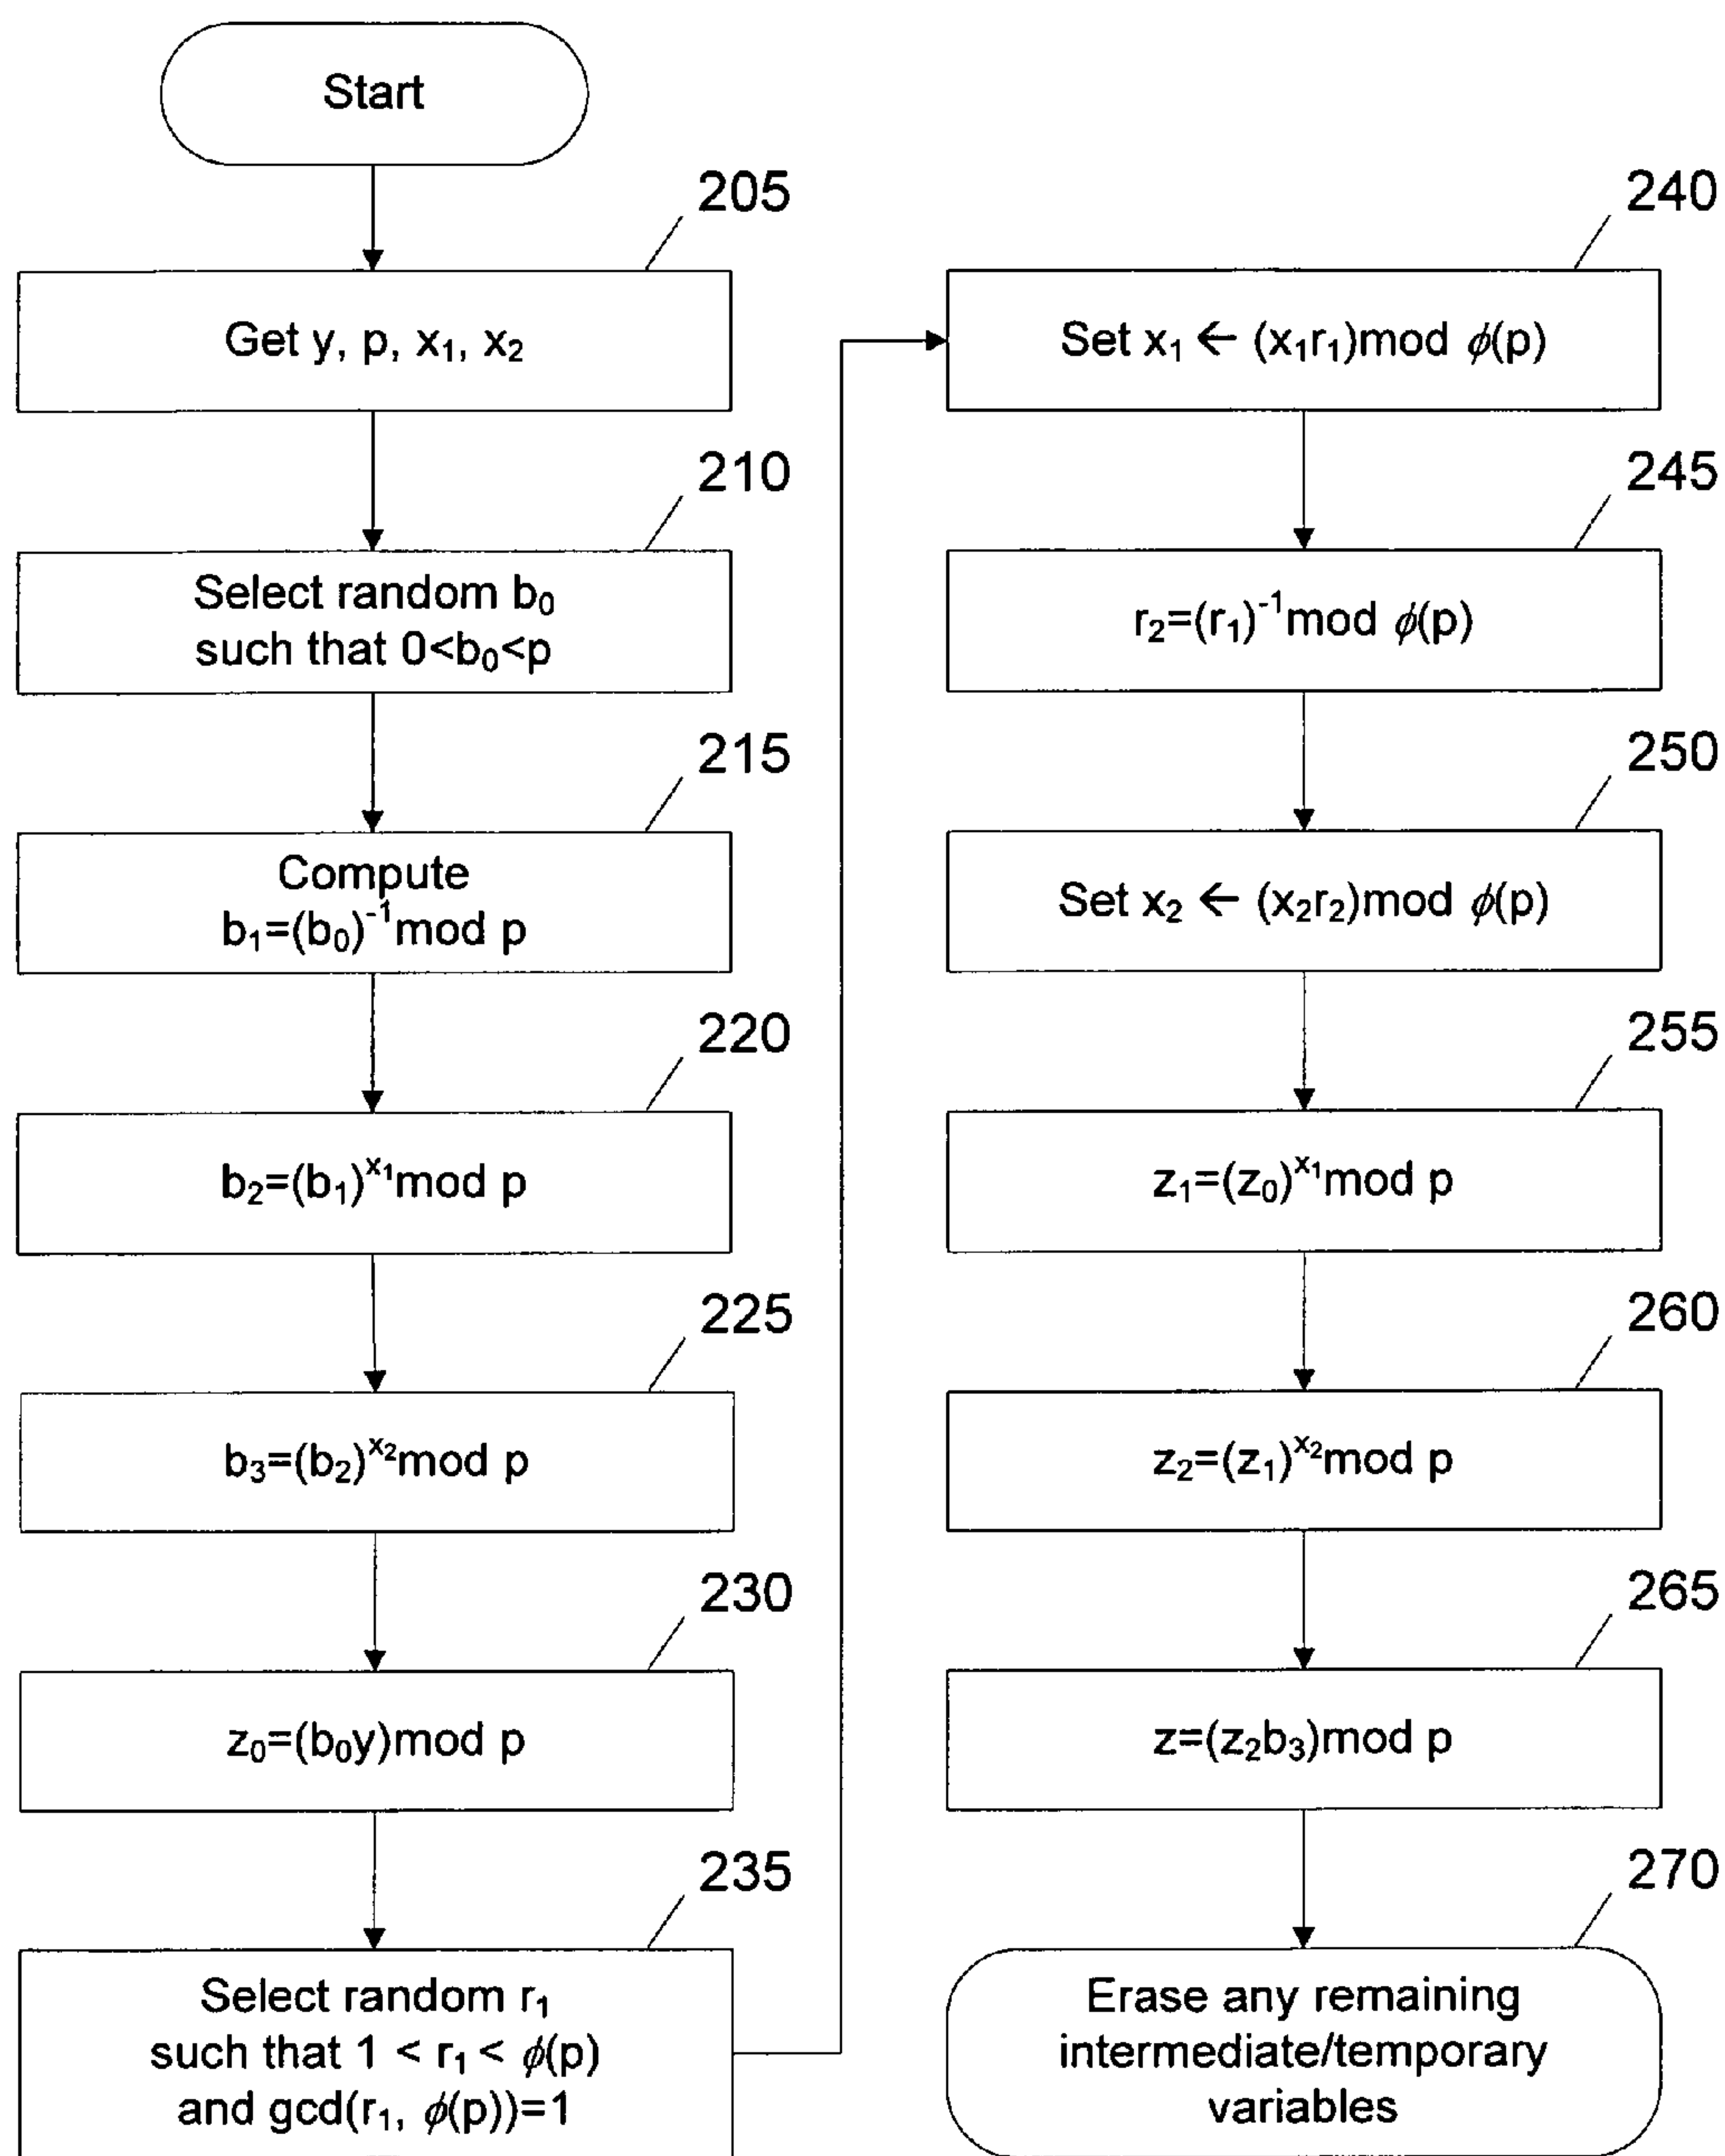 Start
205
Get y, p, x₁, x₂
210
Select random b₀
such that 0<b₀<p
215
Compute
b₁=(b₀)⁻¹mod p
220
b₂=(b₁)^x₁mod p
225
b₃=(b₂)^x₂mod p
230
z₀=(b₀y)mod p
235
Select random r₁
such that 1 < r₁ < ϕ(p)
and gcd(r₁, ϕ(p))=1
240
Set x₁ ← (x₁r₁)mod ϕ(p)
245
r₂=(r₁)⁻¹mod ϕ(p)
250
Set x₂ ← (x₂r₂)mod ϕ(p)
255
z₁=(z₀)^x₁mod p
260
z₂=(z₁)^x₂mod p
265
z=(z₂b₃)mod p
270
Erase any remaining
intermediate/temporary
variables